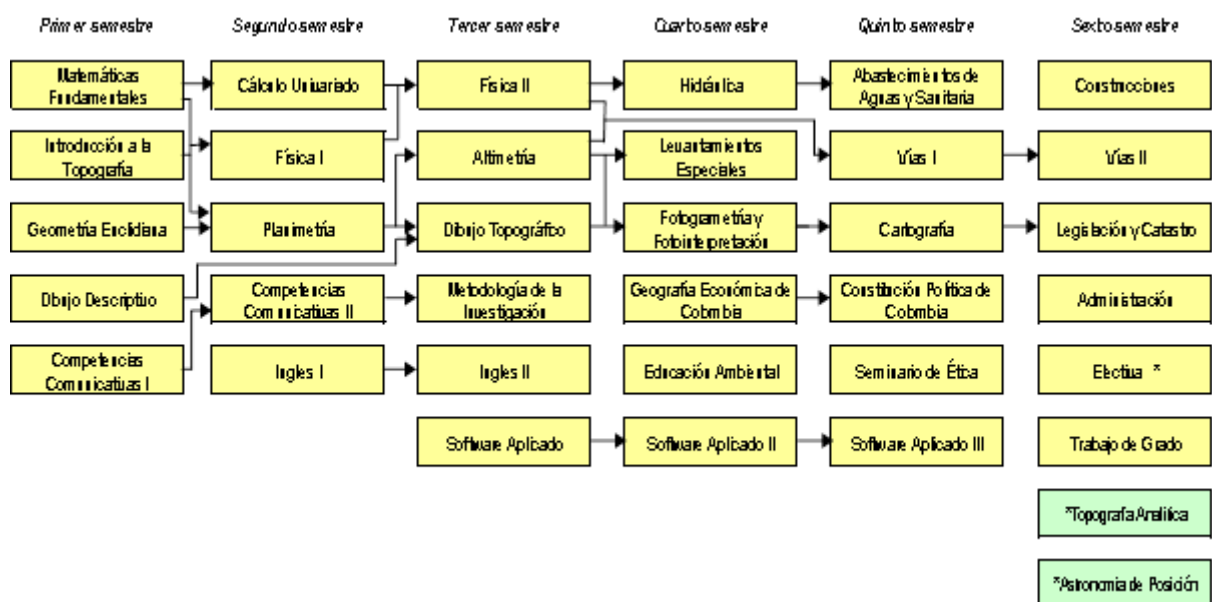 Primer semestre
Segundo semestre
Tercer semestre
Cuarto semestre
Quinto semestre
Sexto semestre
Matemáticas
Fundamentales
Cálculo Univariado
Física II
Hidráulica
Abastecimientos de
Aguas y Sanitaria
Construcciones
Introducción a la
Topografía
Física I
Altimetría
Levantamientos
Especiales
Vías I
Vías II
Geometría Euclidiana
Planimetría
Dibujo Topográfico
Fotogrametría y
Fotointerpretación
Cartografía
Legislación y Catastro
Dibujo Descriptivo
Competencias
Comunicativas II
Metodología de la
Investigación
Geografía Económica de
Colombia
Constitución Política de
Colombia
Administración
Competencias
Comunicativas I
Ingles I
Ingles II
Educación Ambiental
Seminario de Ética
Electiva *
Software Aplicado
Software Aplicado II
Software Aplicado III
Trabajo de Grado
*Topografía Analítica
*Astronomía de Posición